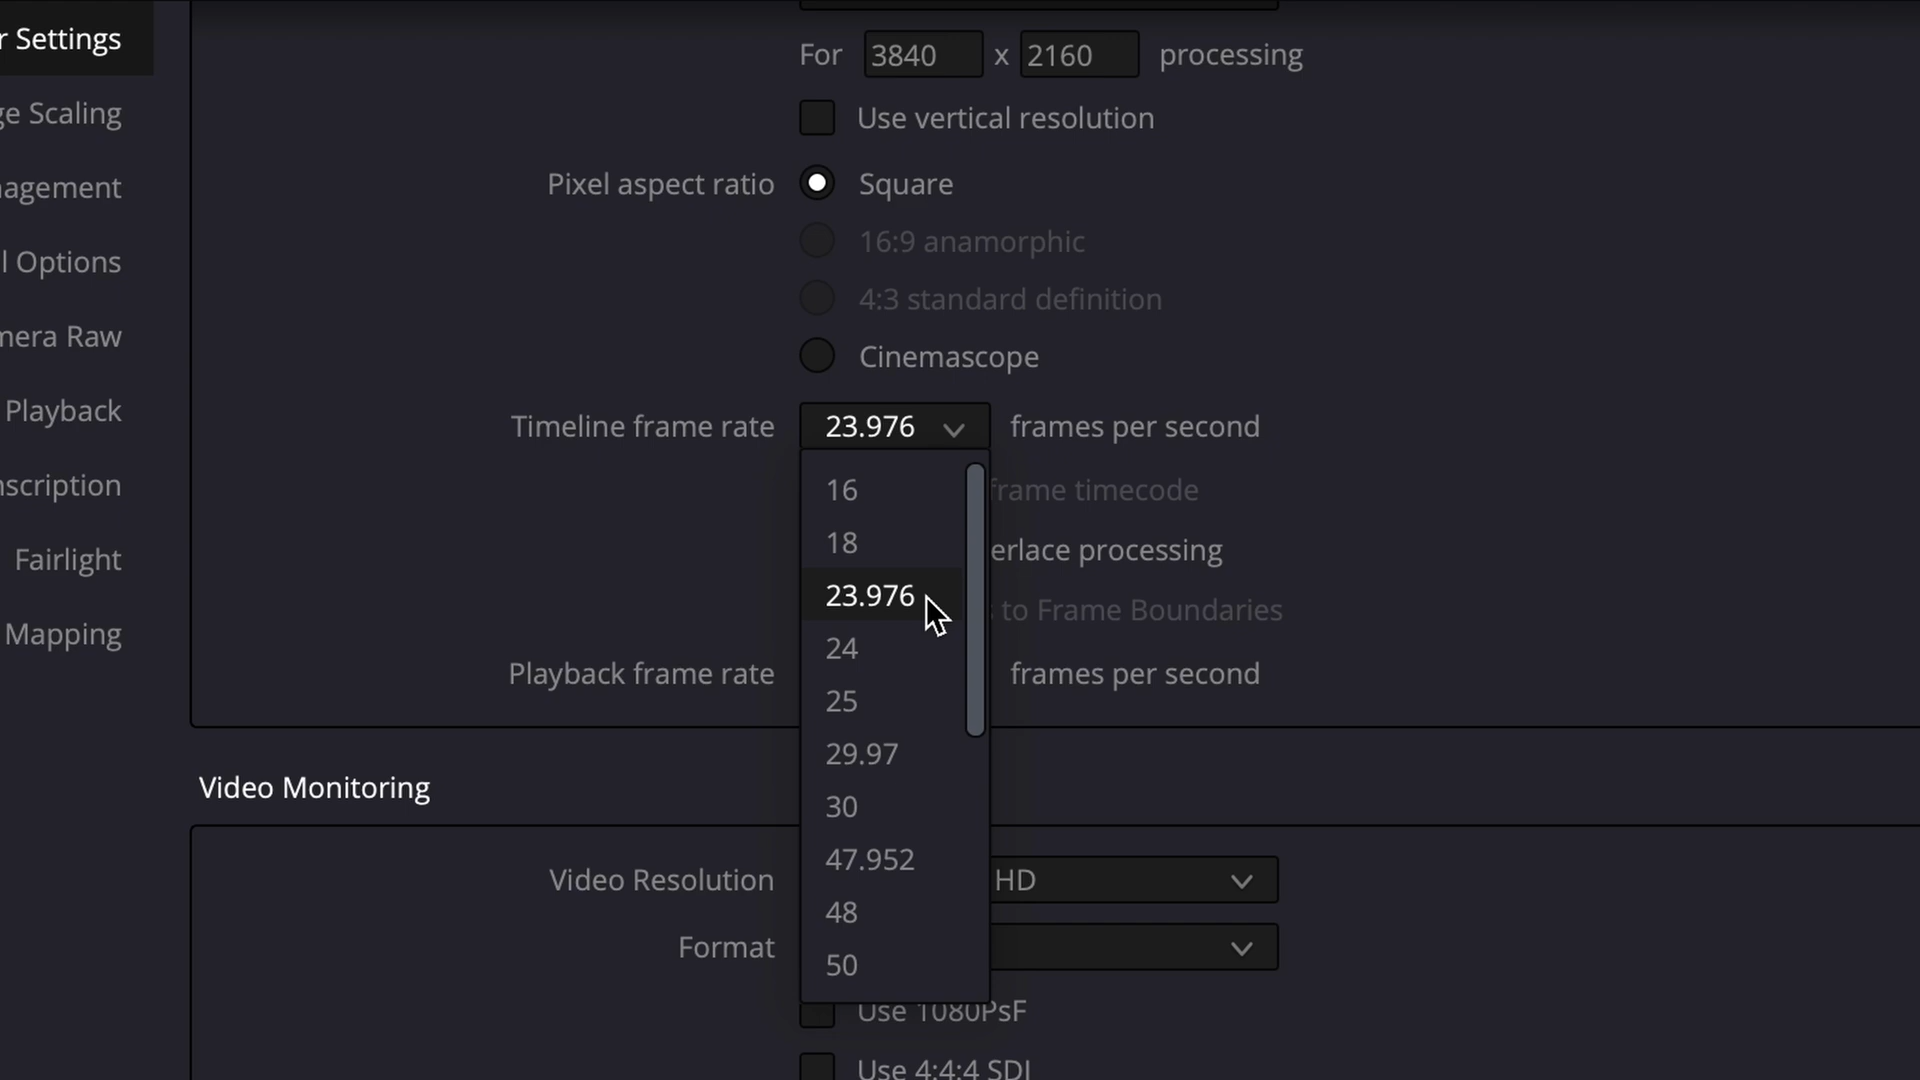 r Settings
ge Scaling
nagement
l Options
mera Raw
Playback
nscription
Fairlight
Mapping
For 3840 x 2160 processing
Use vertical resolution
Pixel aspect ratio Square
16:9 anamorphic
4:3 standard definition
Cinemascope
Timeline frame rate 23.976 frames per second
16
18
23.976
24
25
29.97
30
47.952
48
50
frame timecode
erlace processing
s to Frame Boundaries
Playback frame rate frames per second
Video Monitoring
Video Resolution HD
Format
Use 1080PsF
Use 4:4:4 SDI